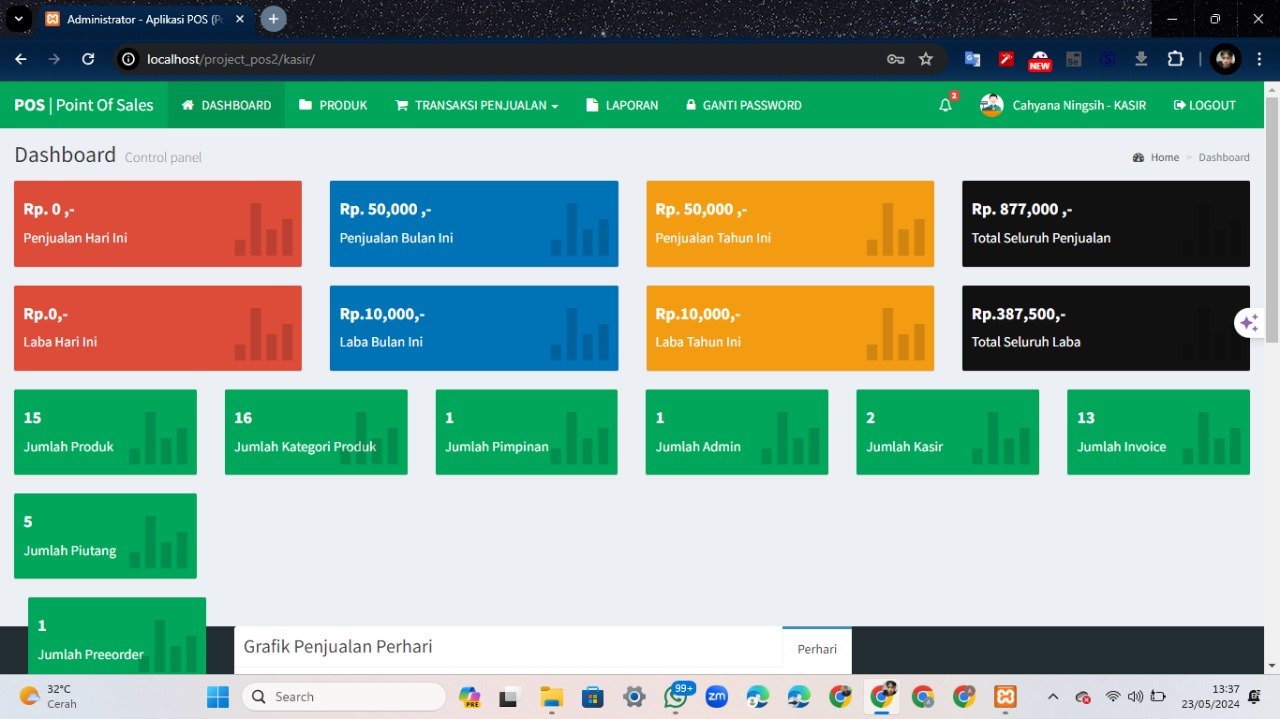 Administrator - Aplikasi POS (Po
localhost/project_pos2/kasir/
NEW
POS | Point Of Sales
DASHBOARD
PRODUK
TRANSAKSI PENJUALAN
LAPORAN
GANTI PASSWORD
2
Cahyana Ningsih - KASIR
LOGOUT
Dashboard Control panel
Home > Dashboard
Rp. 0 ,-
Penjualan Hari Ini
Rp. 50,000 ,-
Penjualan Bulan Ini
Rp. 50,000 ,-
Penjualan Tahun Ini
Rp. 877,000 ,-
Total Seluruh Penjualan
Rp.0,-
Laba Hari Ini
Rp.10,000,-
Laba Bulan Ini
Rp.10,000,-
Laba Tahun Ini
Rp.387,500,-
Total Seluruh Laba
15
Jumlah Produk
16
Jumlah Kategori Produk
1
Jumlah Pimpinan
1
Jumlah Admin
2
Jumlah Kasir
13
Jumlah Invoice
5
Jumlah Piutang
1
Jumlah Preeorder
Grafik Penjualan Perhari
Perhari
32°C
Cerah
Search
PRE
99+
zm
13:37
23/05/2024